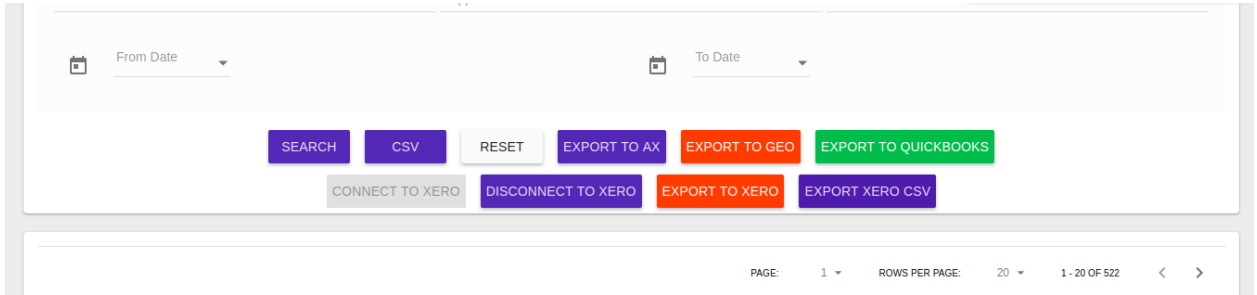 From Date
To Date
SEARCH CSV RESET EXPORT TO AX EXPORT TO GEO EXPORT TO QUICKBOOKS
CONNECT TO XERO DISCONNECT TO XERO EXPORT TO XERO EXPORT XERO CSV
PAGE: 1 ROWS PER PAGE: 20 1 - 20 OF 522